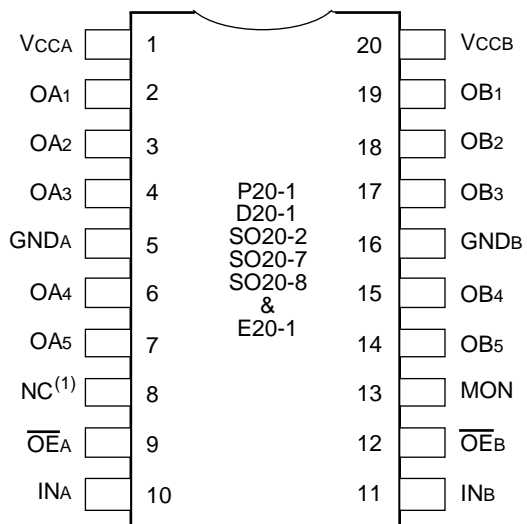 VCCA 1 20 VCCB
OA1 2 19 OB1
OA2 3 18 OB2
OA3 4 17 OB3
GNDA 5 16 GNDB
OA4 6 15 OB4
OA5 7 14 OB5
NC(1) 8 13 MON
OEA 9 12 OEB
INA 10 11 INB
P20-1
D20-1
SO20-2
SO20-7
SO20-8
&
E20-1